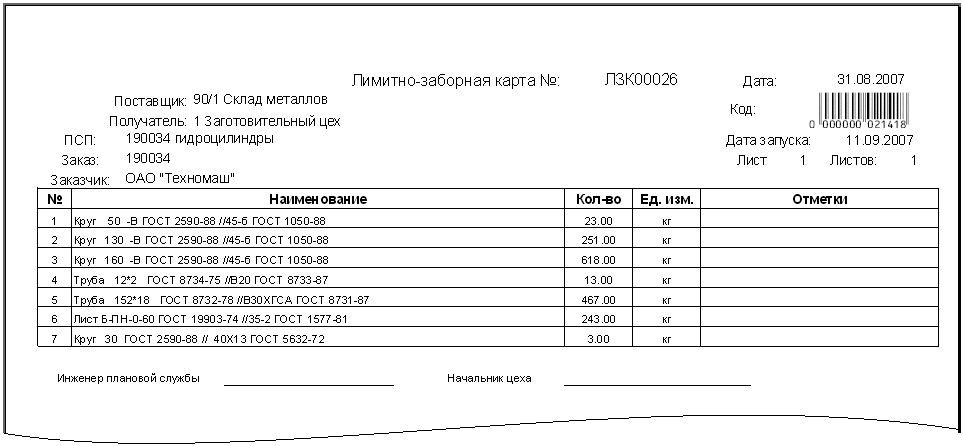 Лимитно-заборная карта №: ЛЗК00026 Дата: 31.08.2007
Поставщик: 90/1 Склад металлов
Код:
Получатель: 1 Заготовительный цех
0 000000 021418
ПСП: 190034 гидроцилиндры Дата запуска: 11.09.2007
Заказ: 190034 Лист 1 Листов: 1
Заказчик: ОАО "Техномаш"
№ Наименование Кол-во Ед. изм. Отметки
1 Круг 50 -В ГОСТ 2590-88 //45-б ГОСТ 1050-88 23.00 кг
2 Круг 130 -В ГОСТ 2590-88 //45-б ГОСТ 1050-88 251.00 кг
3 Круг 160 -В ГОСТ 2590-88 //45-б ГОСТ 1050-88 618.00 кг
4 Труба 12*2 ГОСТ 8734-75 //В20 ГОСТ 8733-87 13.00 кг
5 Труба 152*18 ГОСТ 8732-78 //В30ХГСА ГОСТ 8731-87 467.00 кг
6 Лист Б-ПН-0-60 ГОСТ 19903-74 //35-2 ГОСТ 1577-81 243.00 кг
7 Круг 30 ГОСТ 2590-88 // 40Х13 ГОСТ 5632-72 3.00 кг
Инженер плановой службы Начальник цеха